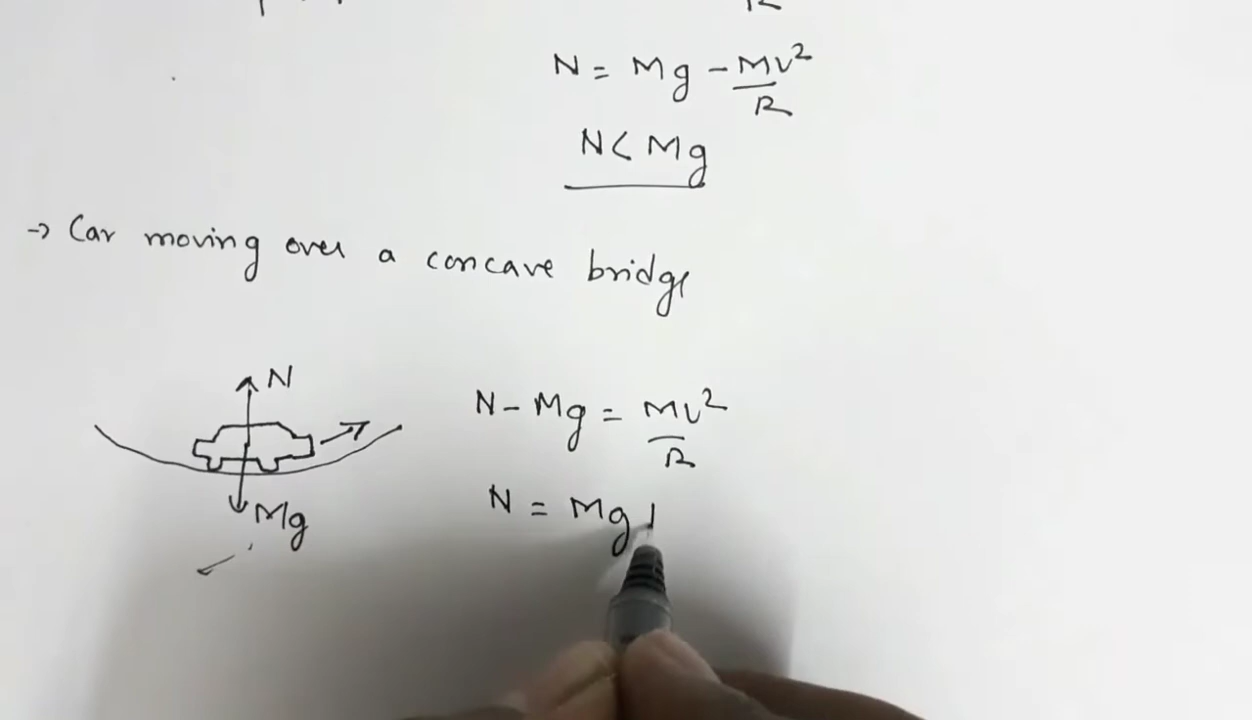 N = Mg - Mv²/R
N < Mg
→ Car moving over a concave bridge
N
Mg
N - Mg = Mv²/R
N = Mg